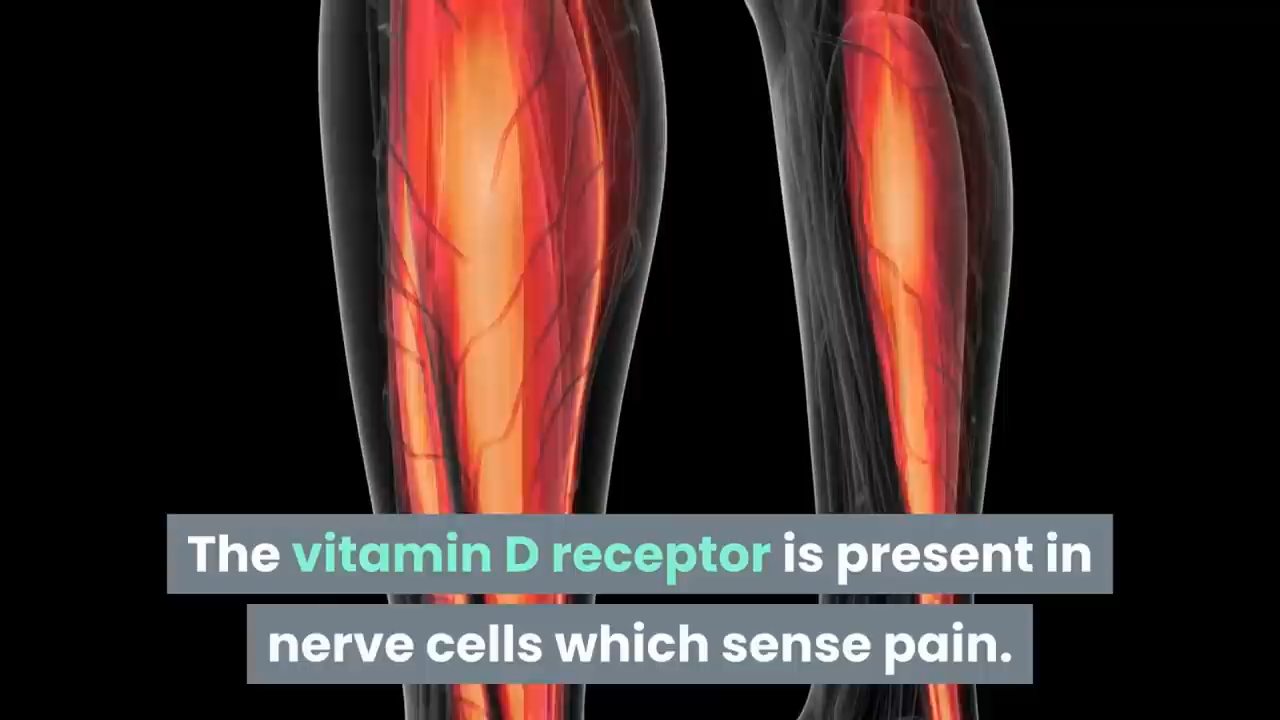 The vitamin D receptor is present in
nerve cells which sense pain.